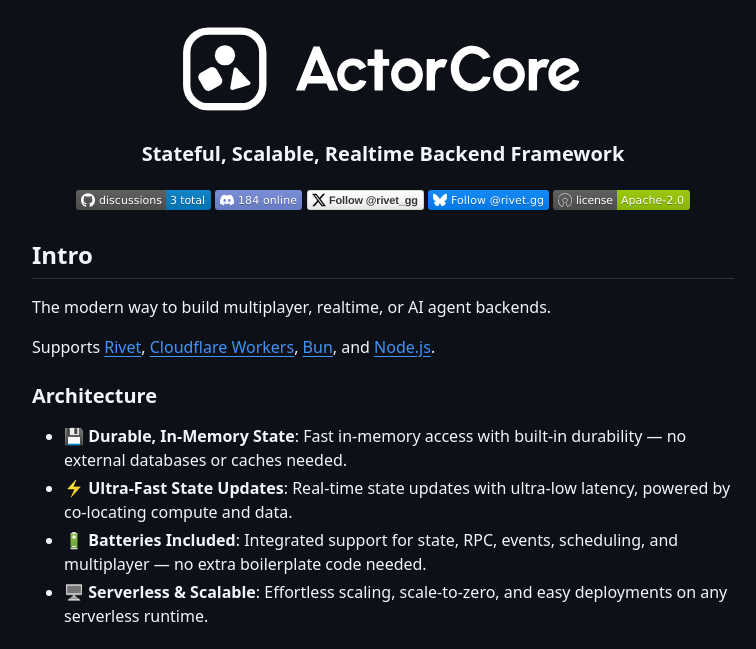 ActorCore
Stateful, Scalable, Realtime Backend Framework
discussions 3 total 184 online Follow @rivet_gg Follow @rivet.gg license Apache-2.0
Intro
The modern way to build multiplayer, realtime, or AI agent backends.
Supports Rivet, Cloudflare Workers, Bun, and Node.js.
Architecture
• 💾 Durable, In-Memory State: Fast in-memory access with built-in durability — no
external databases or caches needed.
• ⚡ Ultra-Fast State Updates: Real-time state updates with ultra-low latency, powered by
co-locating compute and data.
• 🔋 Batteries Included: Integrated support for state, RPC, events, scheduling, and
multiplayer — no extra boilerplate code needed.
• 🖥️ Serverless & Scalable: Effortless scaling, scale-to-zero, and easy deployments on any
serverless runtime.